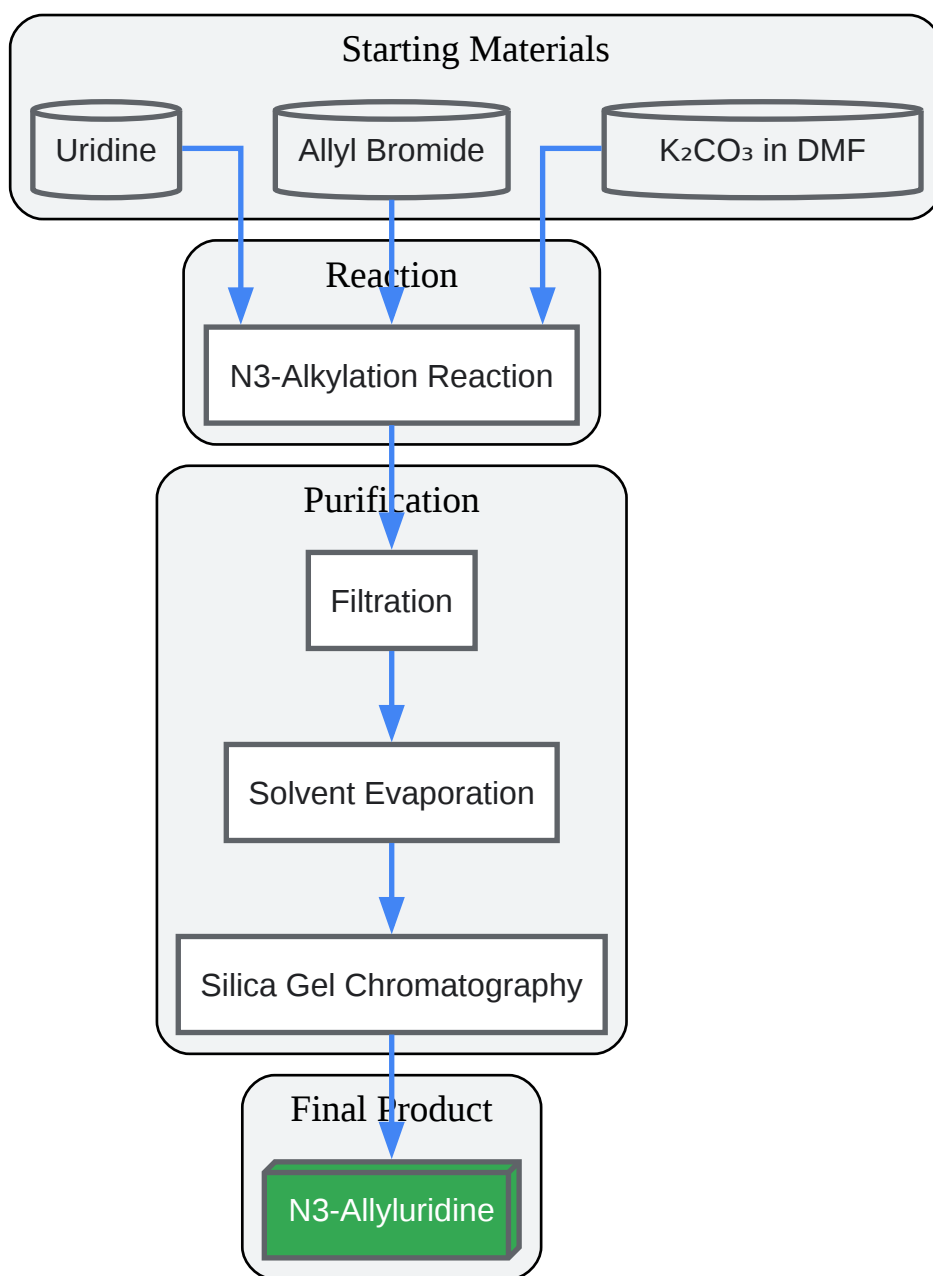 Starting Materials
Uridine
Allyl Bromide
K₂CO₃ in DMF
Reaction
N3-Alkylation Reaction
Purification
Filtration
Solvent Evaporation
Silica Gel Chromatography
Final Product
N3-Allyluridine